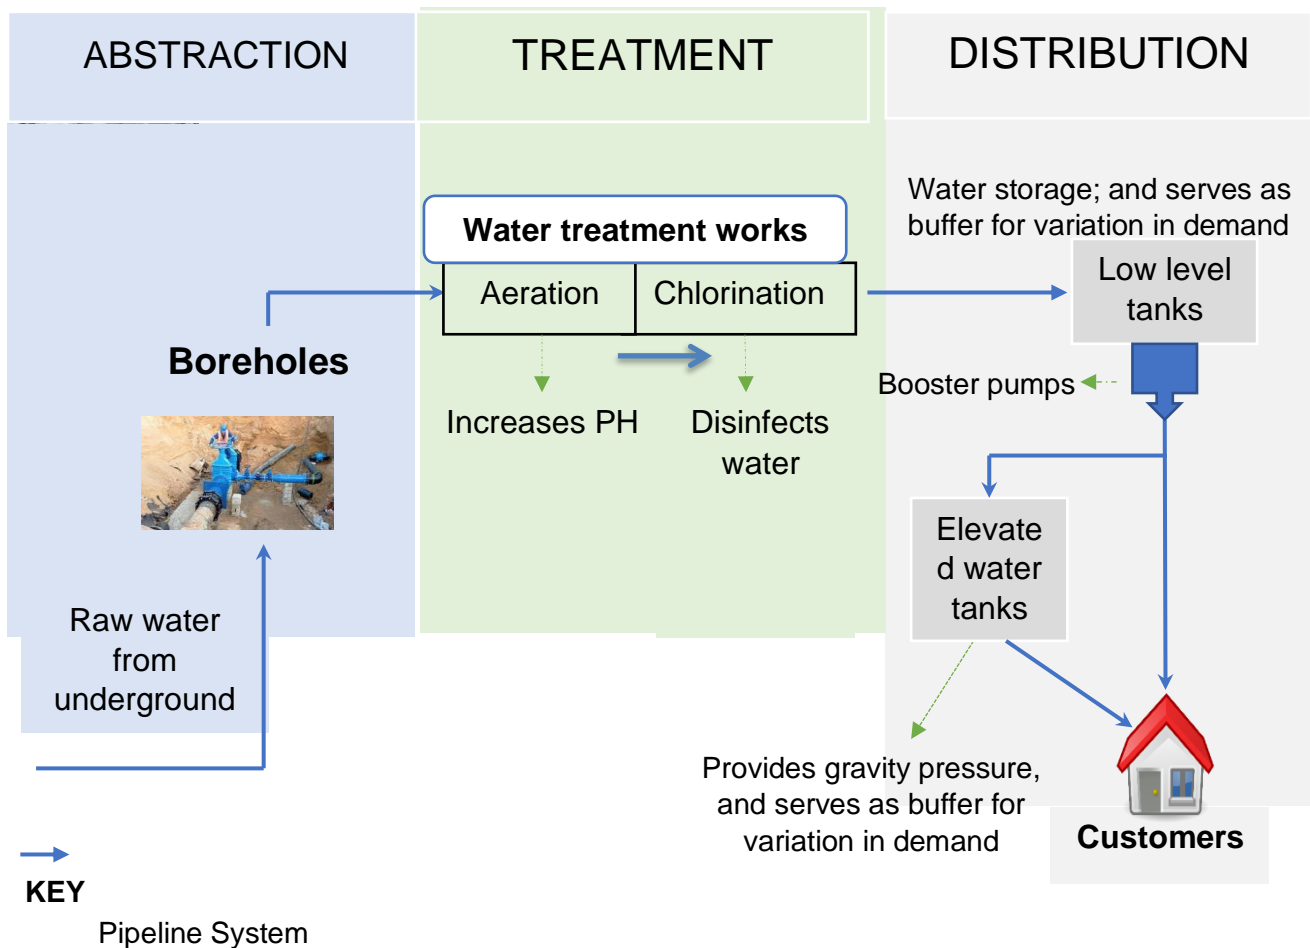 ABSTRACTION
TREATMENT
DISTRIBUTION
Water storage; and serves as
buffer for variation in demand
Water treatment works
Aeration
Chlorination
Low level
tanks
Boreholes
Booster pumps
Increases PH
Disinfects
water
Elevate
d water
tanks
Raw water
from
underground
Provides gravity pressure,
and serves as buffer for
variation in demand
Customers
KEY
Pipeline System